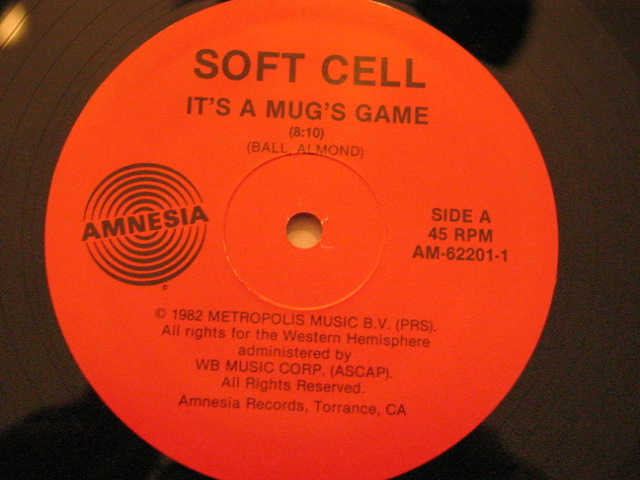 SOFT CELL
IT'S A MUG'S GAME
(8:10)
(BALL, ALMOND)
AMNESIA
©
SIDE A
45 RPM
AM-62201-1
© 1982 METROPOLIS MUSIC B.V. (PRS).
All rights for the Western Hemisphere
administered by
WB MUSIC CORP. (ASCAP).
All Rights Reserved.
Amnesia Records, Torrance, CA